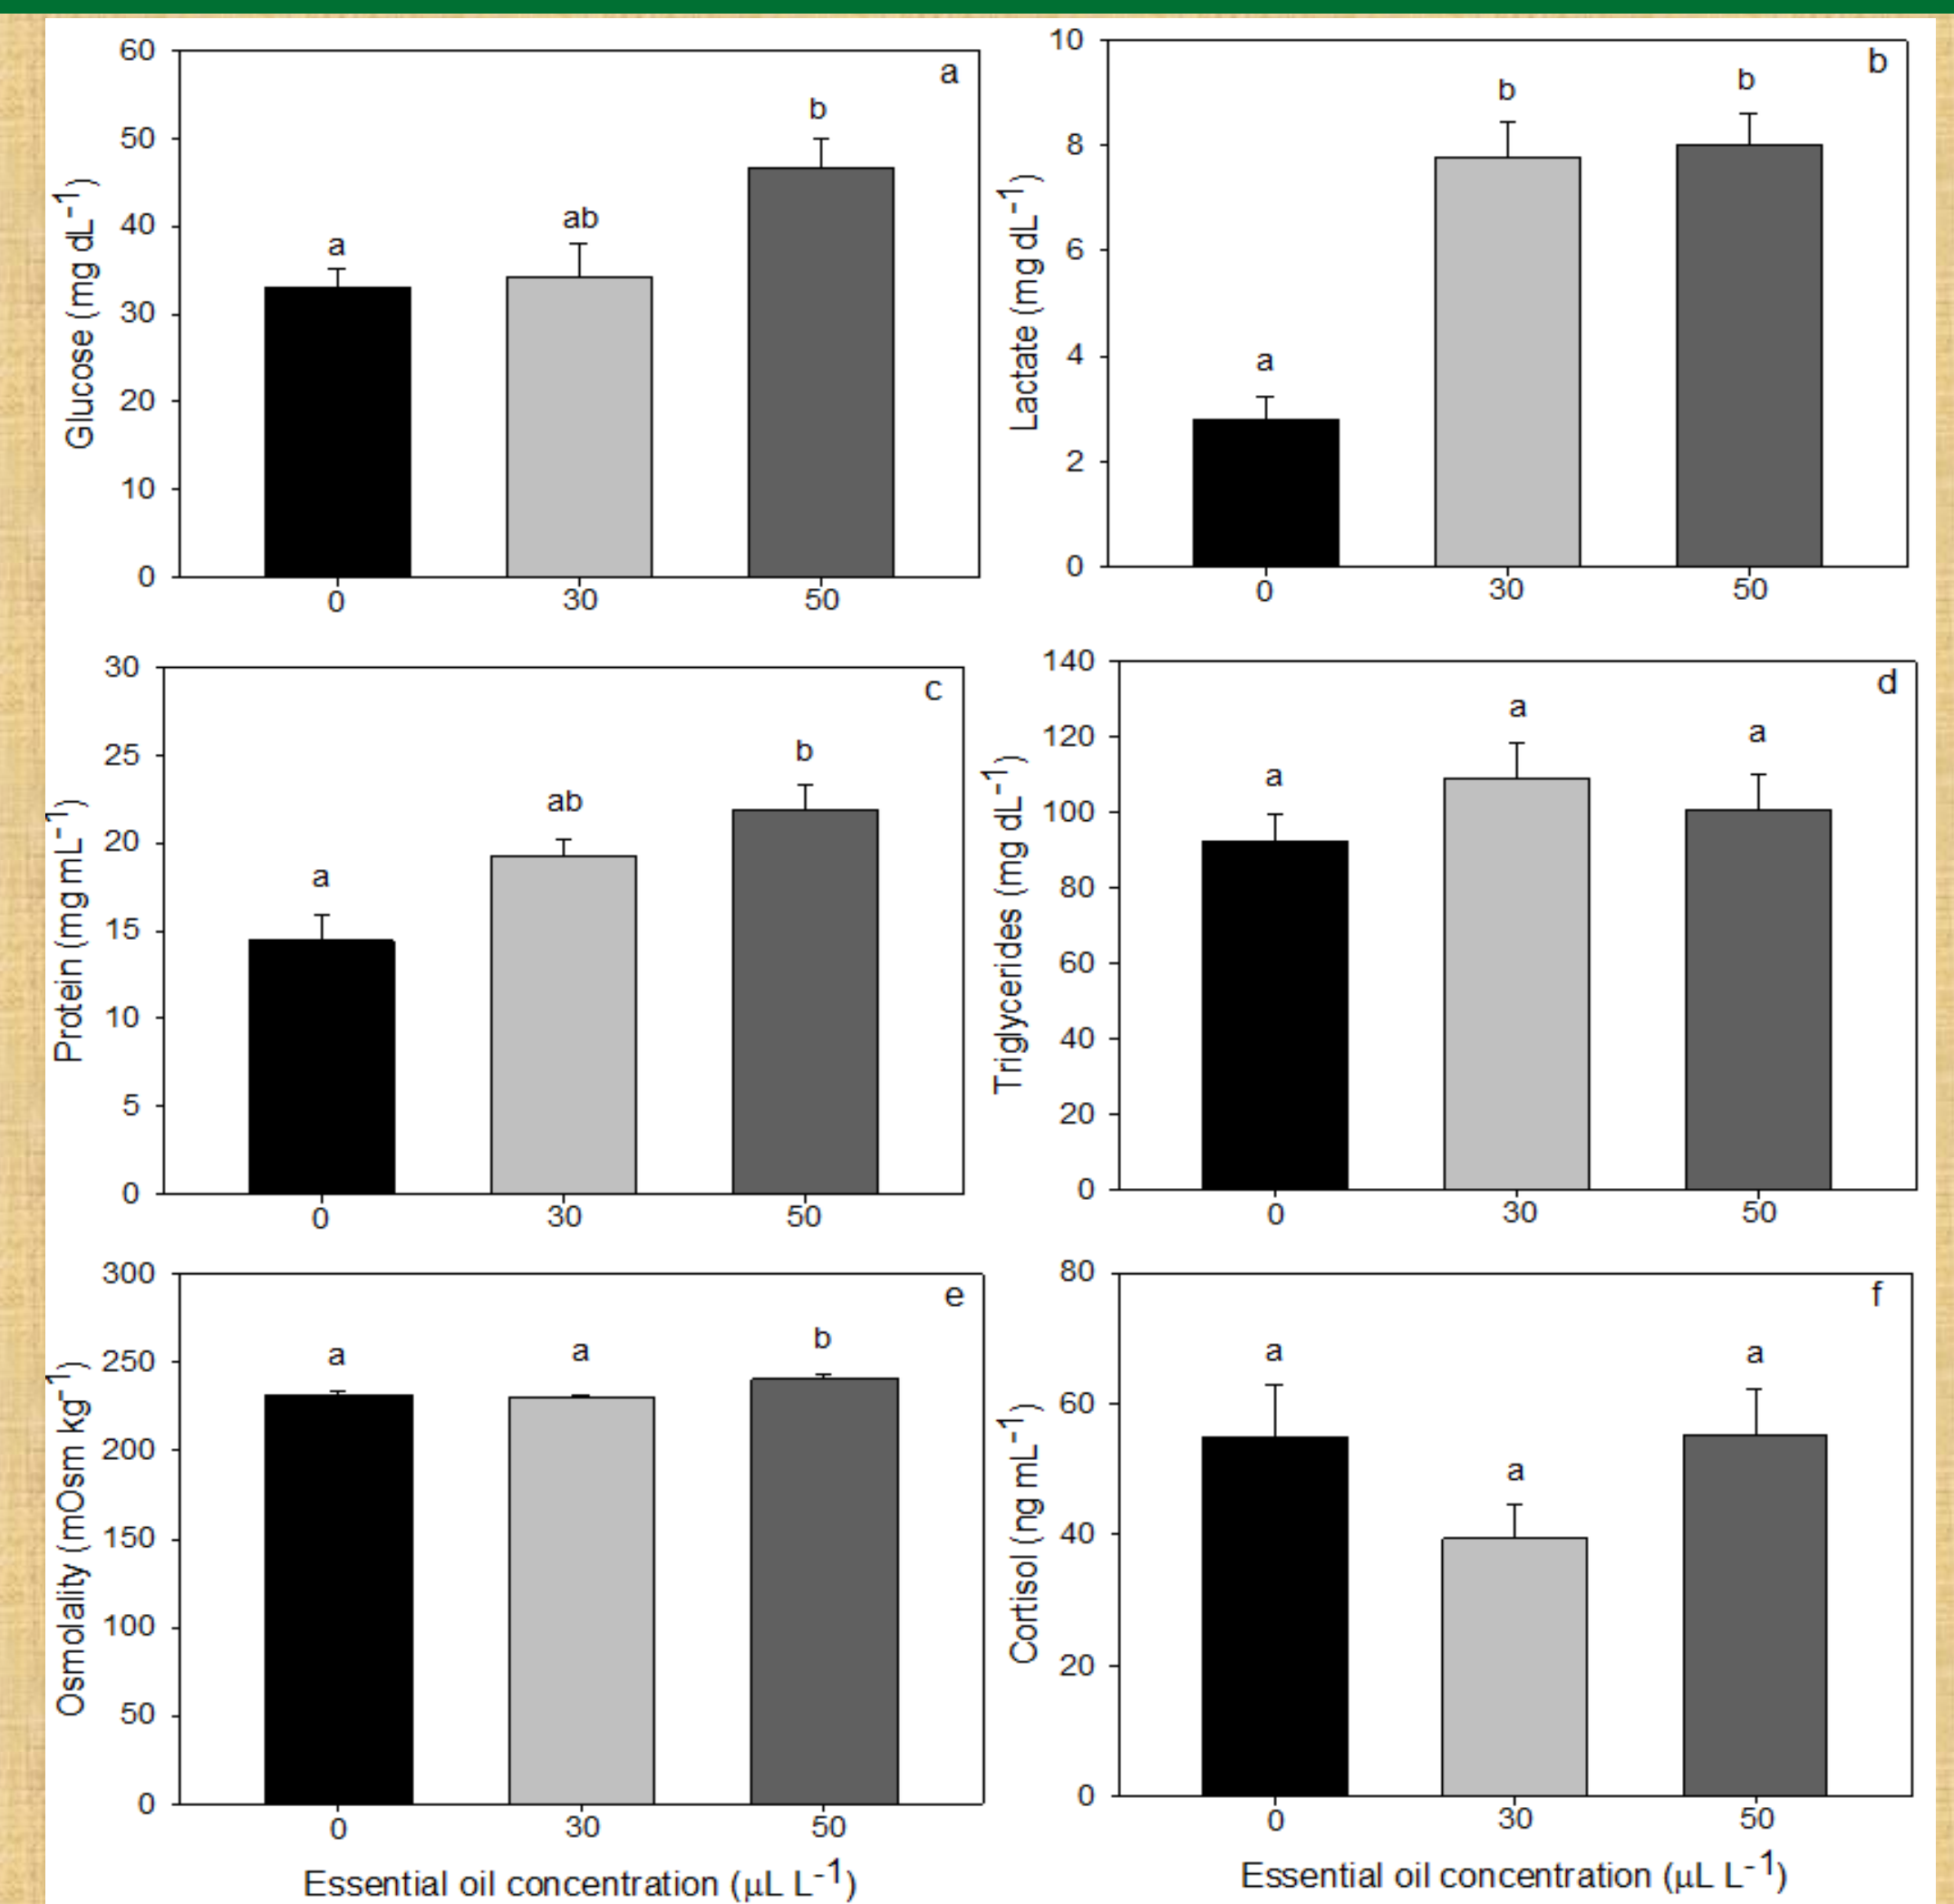 60
50
40
30
20
10
0
Glucose (mg dL⁻¹)
a
a
ab
b
0
30
50
10
8
6
4
2
0
Lactate (mg dL⁻¹)
b
a
b
b
0
30
50
30
25
20
15
10
5
0
Protein (mg mL⁻¹)
c
a
ab
b
0
30
50
140
120
100
80
60
40
20
0
Triglycerides (mg dL⁻¹)
d
a
a
a
0
30
50
300
250
200
150
100
50
0
Osmolality (mOsm kg⁻¹)
e
a
a
b
0
30
50
Essential oil concentration (μL L⁻¹)
80
60
40
20
0
Cortisol (ng mL⁻¹)
f
a
a
a
0
30
50
Essential oil concentration (μL L⁻¹)